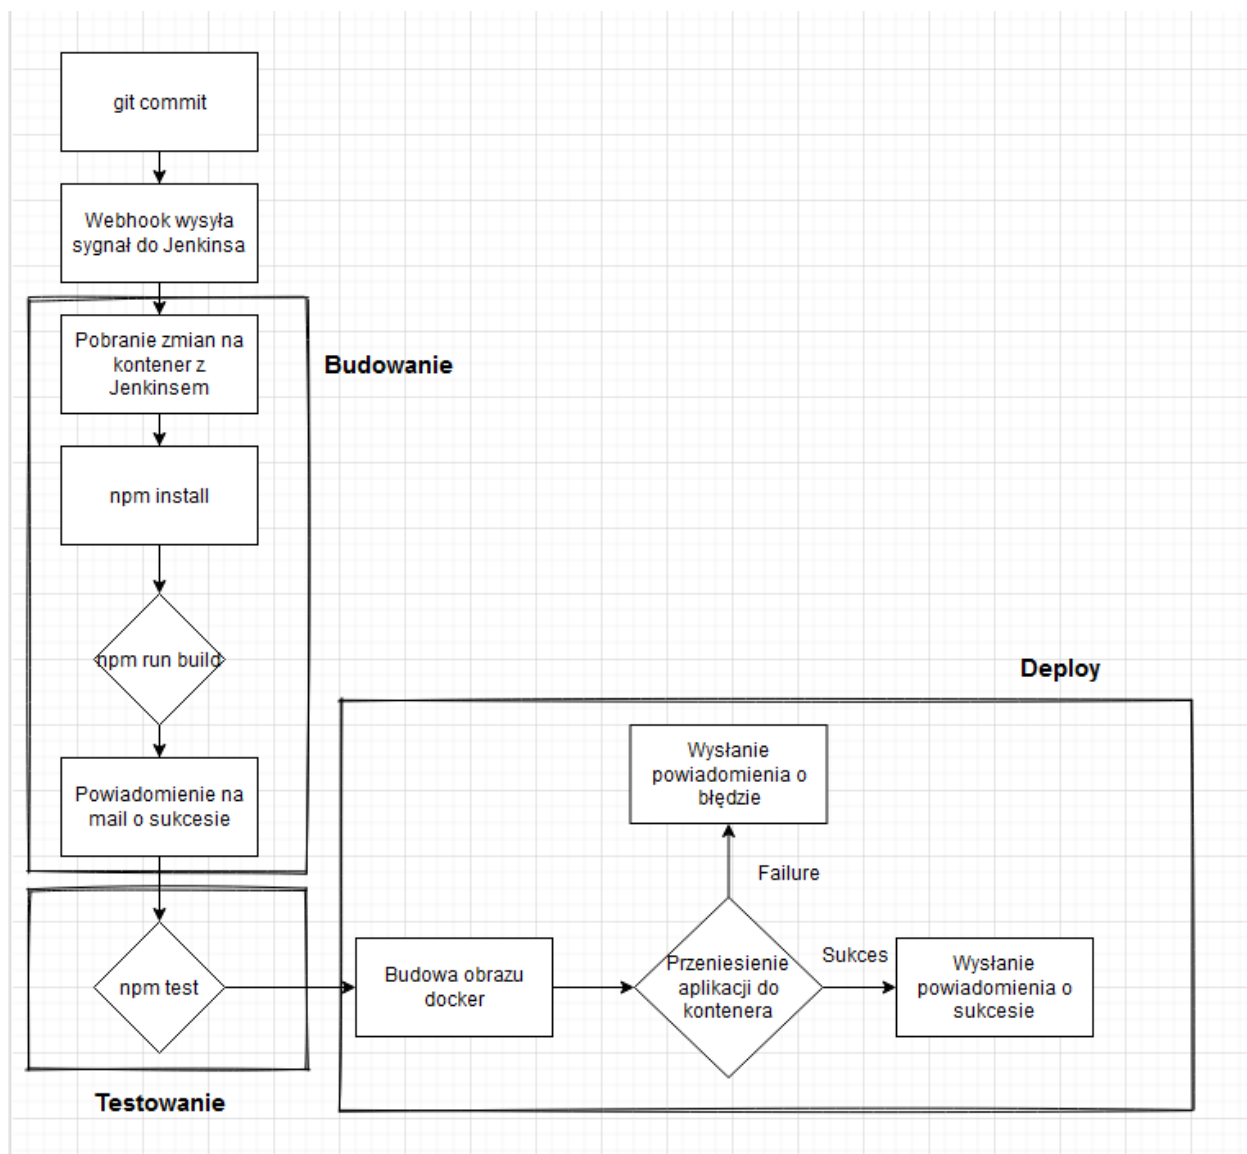 git commit
Webhook wysyła
sygnał do Jenkinsa
Pobranie zmian na
kontener z
Jenkinsem
Budowanie
npm install
npm run build
Powiadomienie na
mail o sukcesie
npm test
Testowanie
Deploy
Wysłanie
powiadomienia o
błędzie
Failure
Budowa obrazu
docker
Przeniesienie
aplikacji do
kontenera
Sukces
Wysłanie
powiadomienia o
sukcesie